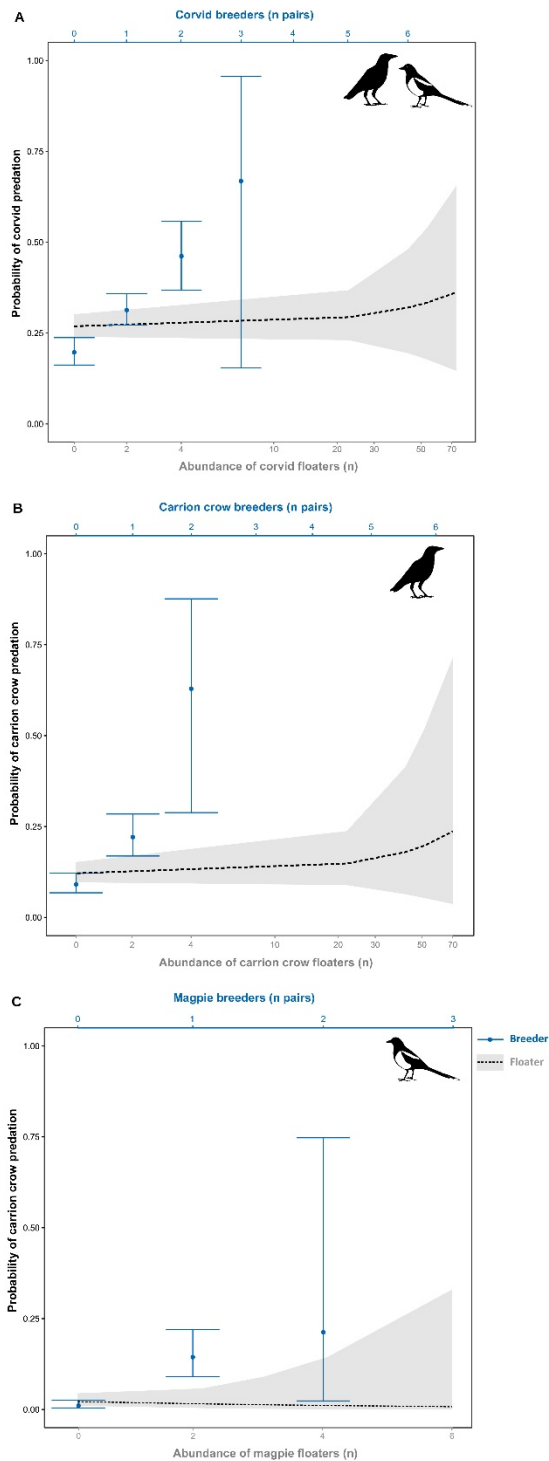 A
Corvid breeders (n pairs)
0 1 2 3 4 5 6
1.00
0.75
0.50
0.25
0.00
Probability of corvid predation
0 2 4 10 20 30 50 70
Abundance of corvid floaters (n)
B
Carrion crow breeders (n pairs)
0 1 2 3 4 5 6
1.00
0.75
0.50
0.25
0.00
Probability of carrion crow predation
0 2 4 10 20 30 50 70
Abundance of carrion crow floaters (n)
C
Magpie breeders (n pairs)
0 1 2 3
1.00
0.75
0.50
0.25
0.00
Probability of carrion crow predation
Breeder
Floater
0 2 4 6
Abundance of magpie floaters (n)